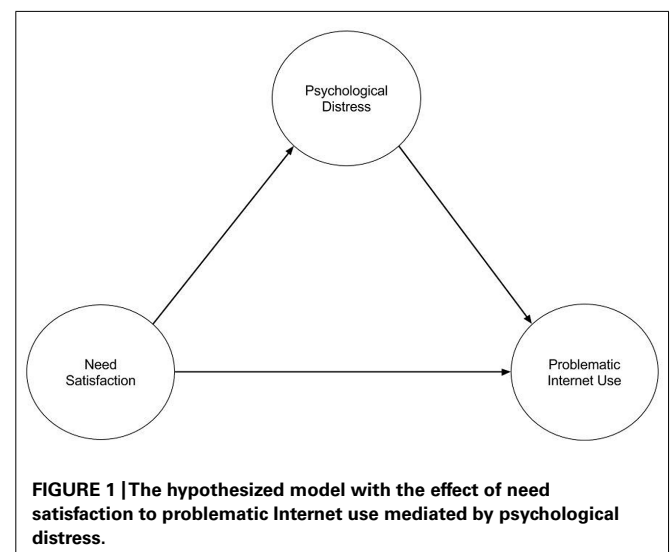 Psychological
Distress
Need
Satisfaction
Problematic
Internet Use
FIGURE 1 | The hypothesized model with the effect of need
satisfaction to problematic Internet use mediated by psychological
distress.